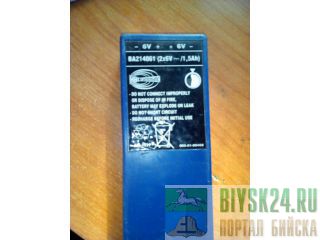 - 6V + + 6V -
BA214061 (2x6V⎓/1,5Ah)
- DO NOT CONNECT IMPROPERLY
OR DISPOSE OF IN FIRE,
BATTERY MAY EXPLODE OR LEAK
- DO NOT SHORT CIRCUIT
- RECHARGE BEFORE INITIAL USE
BIYSK24.RU
ПОРТАЛ БИЙСКА